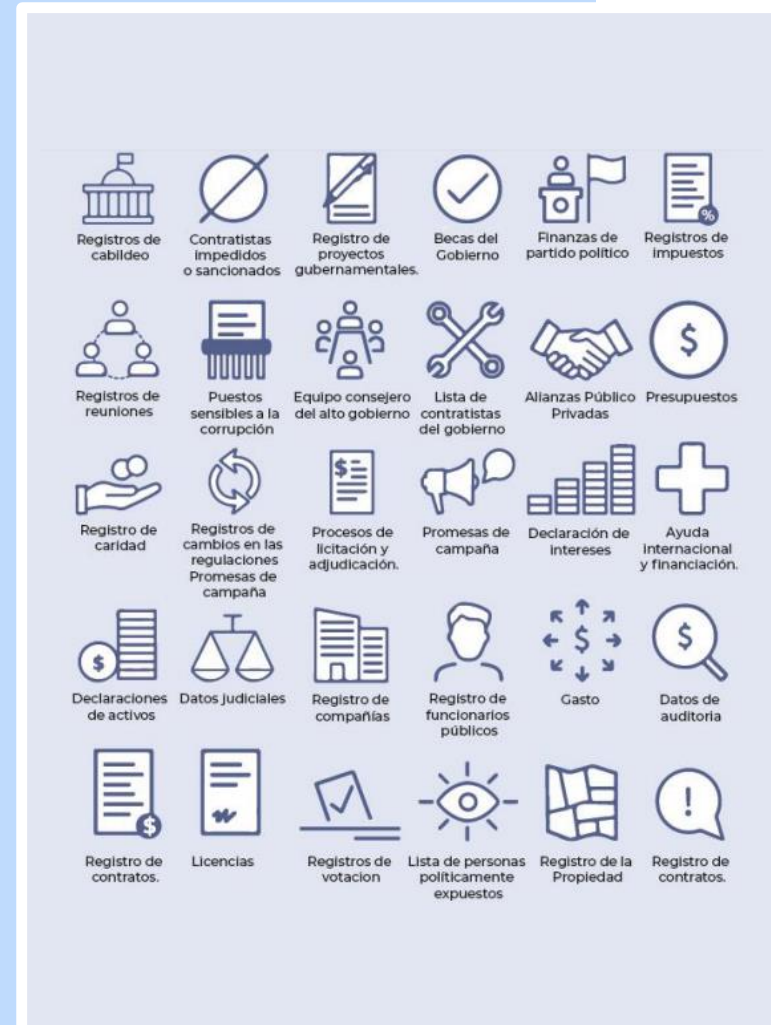 Registros de
cabildeo
Contratistas
impedidos
o sancionados
Registro de
proyectos
gubernamentales.
Becas del
Gobierno
Finanzas de
partido político
%
Registros de
impuestos
Registros de
reuniones
Puestos
sensibles a la
corrupción
Equipo consejero
del alto gobierno
Lista de
contratistas
del gobierno
Alianzas Público
Privadas
$
Presupuestos
Registro de
caridad
Registros de
cambios en las
regulaciones
Promesas de
campaña
$
Procesos de
licitación y
adjudicación.
Promesas de
campaña
Declaración de
intereses
Ayuda
internacional
y financiación.
$
Declaraciones
de activos
Datos judiciales
Registro de
compañías
Registro de
funcionarios
públicos
$
Gasto
$
Datos de
auditoria
$
Registro de
contratos.
Licencias
Registros de
votacion
Lista de personas
políticamente
expuestos
Registro de la
Propiedad
!
Registro de
contratos.